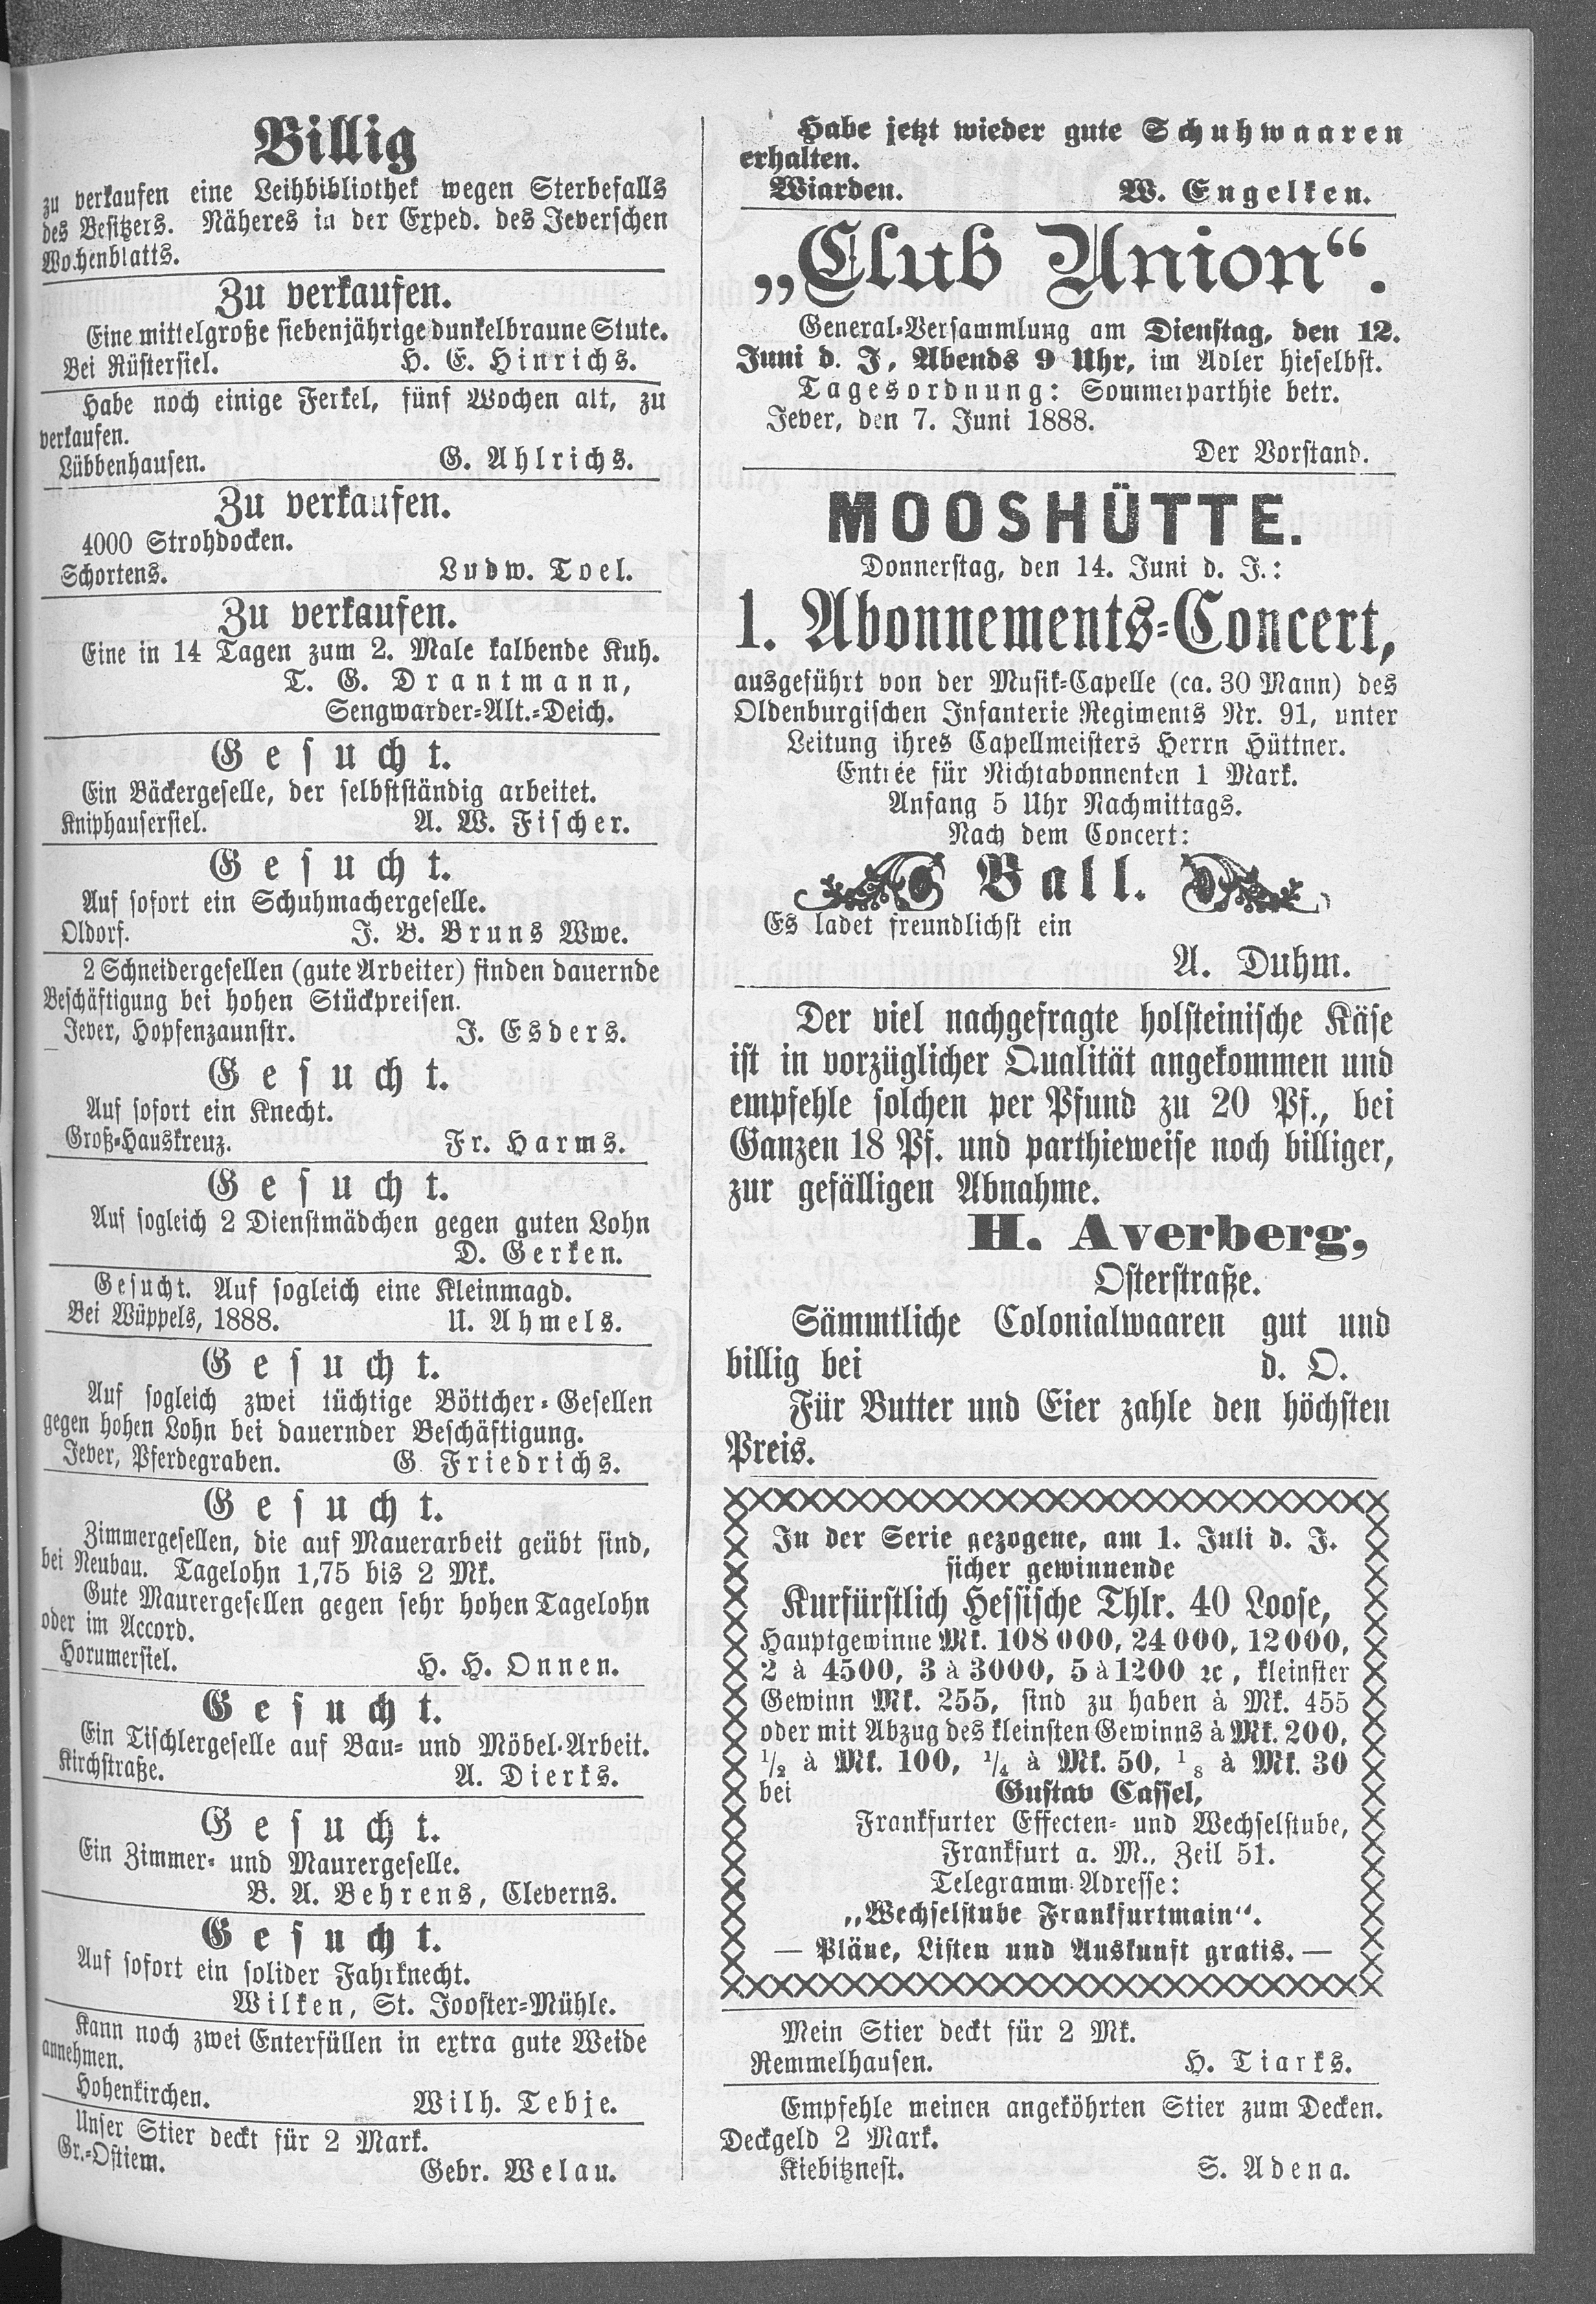 Billig
zu verkaufen eine Leihbibliothek wegen Sterbefalls
des Besitzers. Näheres in der Exped. des Jeverschen
Wochenblatts.
Zu verkaufen.
Eine mittelgroße siebenjährige dunkelbraune Stute.
Bei Rüstersiel. H. E. Hinrichs.
Habe noch einige Ferkel, fünf Wochen alt, zu
verkaufen.
Lübbenhausen. G. Ahlrichs.
Zu verkaufen.
4000 Strohdocken.
Schortens. Ludw. Toel.
Zu verkaufen.
Eine in 14 Tagen zum 2. Male kalbende Kuh.
T. G. Drantmann,
Sengwarder-Alt.-Deich.
Gesucht.
Ein Bäckergeselle, der selbstständig arbeitet.
Kniphausersiel. A. W. Fischer.
Gesucht.
Auf sofort ein Schuhmachergeselle.
Oldorf. J. B. Bruns Wwe.
2 Schneidergesellen (gute Arbeiter) finden dauernde
Beschäftigung bei hohen Stückpreisen.
Jever, Hopfenzaunstr. J. Esders.
Gesucht.
Auf sofort ein Knecht.
Groß-Hauskreuz. Fr. Harms.
Gesucht.
Auf sogleich 2 Dienstmädchen gegen guten Lohn
D. Gerken.
Gesucht. Auf sogleich eine Kleinmagd.
Bei Wüppels, 1888. U. Ahmels.
Gesucht.
Auf sogleich zwei tüchtige Böttcher-Gesellen
gegen hohen Lohn bei dauernder Beschäftigung.
Jever, Pferdegraben. G Friedrichs.
Gesucht.
Zimmergesellen, die auf Mauerarbeit geübt sind,
bei Neubau. Tagelohn 1,75 bis 2 Mk.
Gute Maurergesellen gegen sehr hohen Tagelohn
oder im Accord.
Horumersiel. H. H. Onnen.
Gesucht.
Ein Tischlergeselle auf Bau- und Möbel-Arbeit.
Kirchstraße. A. Dierks.
Gesucht.
Ein Zimmer- und Maurergeselle.
B. A. Behrens, Cleverns.
Gesucht.
Auf sofort ein solider Fahrknecht.
Wilken, St. Jooster-Mühle.
Kann noch zwei Enterfüllen in extra gute Weide
annehmen.
Hohenkirchen. Wilh. Tebje.
Unser Stier deckt für 2 Mark.
Gr.-Ostiem. Gebr. Welau.
Habe jetzt wieder gute Schuhwaaren
erhalten.
Wiarden. W. Engelken.
„Club Union“.
General-Versammlung am Dienstag, den 12.
Juni d. J, Abends 9 Uhr, im Adler hieselbst.
Tagesordnung: Sommerparthie betr.
Jever, den 7. Juni 1888.
Der Vorstand.
MOOSHÜTTE.
Donnerstag, den 14. Juni d. J.:
1. Abonnements-Concert,
ausgeführt von der Musik-Capelle (ca. 30 Mann) des
Oldenburgischen Infanterie Regiments Nr. 91, unter
Leitung ihres Capellmeisters Herrn Hüttner.
Entrée für Nichtabonnenten 1 Mark.
Anfang 5 Uhr Nachmittags.
Nach dem Concert:
Ball.
Es ladet freundlichst ein
A. Duhm.
Der viel nachgefragte holsteinische Käse
ist in vorzüglicher Qualität angekommen und
empfehle solchen per Pfund zu 20 Pf., bei
Ganzen 18 Pf. und parthieweise noch billiger,
zur gefälligen Abnahme.
H. Averberg,
Osterstraße.
Sämmtliche Colonialwaaren gut und
billig bei d. O.
Für Butter und Eier zahle den höchsten
Preis.
In der Serie gezogene, am 1. Juli d. J.
sicher gewinnende
Kurfürstlich Hessische Thlr. 40 Loose,
Hauptgewinne Mk. 108 000, 24 000, 12 000,
2 à 4500, 3 à 3000, 5 à 1200 ꝛc, kleinster
Gewinn Mk. 255, sind zu haben à Mk. 455
oder mit Abzug des kleinsten Gewinns à Mk. 200,
1/2 à Mk. 100, 1/4 à Mk. 50, 1 8 à Mk. 30
bei Gustav Cassel,
Frankfurter Effecten- und Wechselstube,
Frankfurt a. M., Zeil 51.
Telegramm-Adresse:
„Wechselstube Frankfurtmain“.
— Pläne, Listen und Auskunft gratis. —
Mein Stier deckt für 2 Mk.
Remmelhausen. H. Tiarks.
Empfehle meinen angeköhrten Stier zum Decken.
Deckgeld 2 Mark.
Kiebitznest. S. Adena.